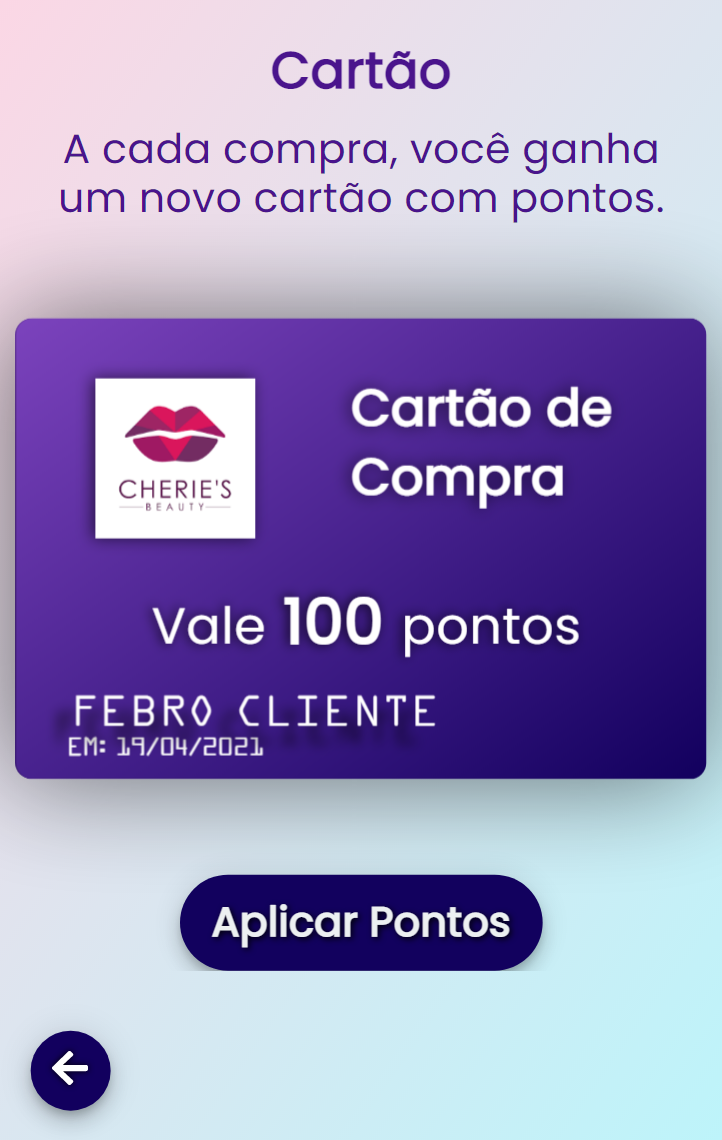 Cartão
A cada compra, você ganha
um novo cartão com pontos.
CHERIE'S
BEAUTY
Cartão de
Compra
Vale 100 pontos
FEBRO CLIENTE
EM: 19/04/2021
Aplicar Pontos